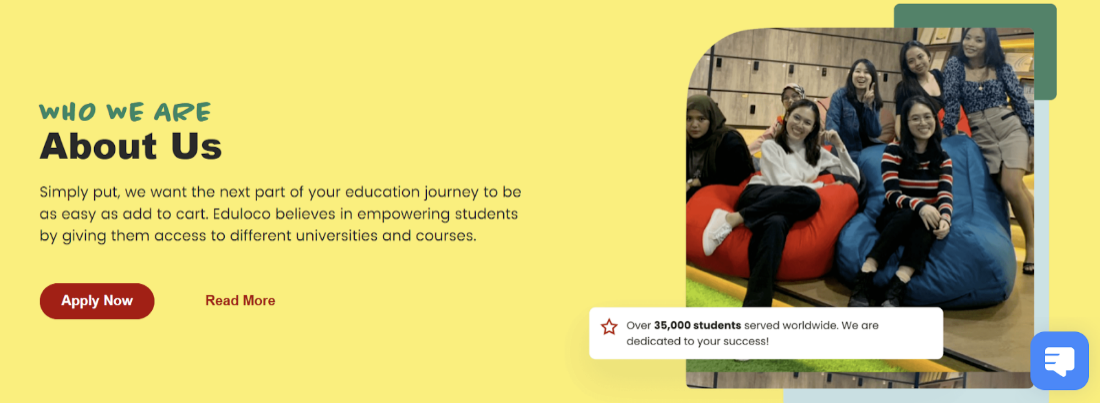 WHO WE ARE
About Us
Simply put, we want the next part of your education journey to be
as easy as add to cart. Eduloco believes in empowering students
by giving them access to different universities and courses.
Apply Now
Read More
Over 35,000 students served worldwide. We are
dedicated to your success!